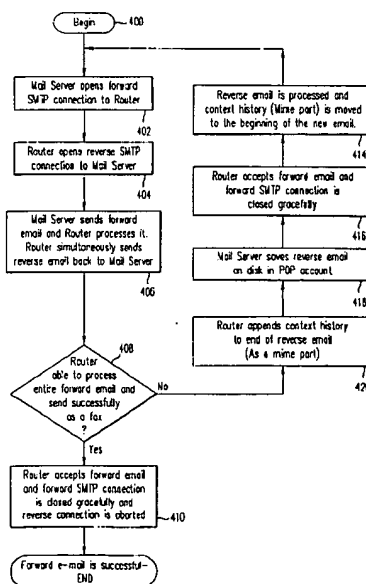 Begin
400
Mail Server opens forward
SMTP connection to Router
402
Router opens reverse SMTP
connection to Mail Server
404
Mail Server sends forward
email and Router processes it.
Router simultaneously sends
reverse email back to Mail Server
406
408
Router
able to process
entire forward email and
send successfully
as a fax
?
No
Yes
Router accepts forward email
and forward SMTP connection
is closed gracefully and
reverse connection is aborted
410
Forward e-mail is successful-
END
Reverse email is processed and
context history (Mime part) is moved
to the beginning of the new email.
414
Router accepts forward email and
forward SMTP connection is
closed gracefully
416
Mail Server saves reverse email
on disk in POP account
418
Router appends context history
to end of reverse email
(As a mime part)
420